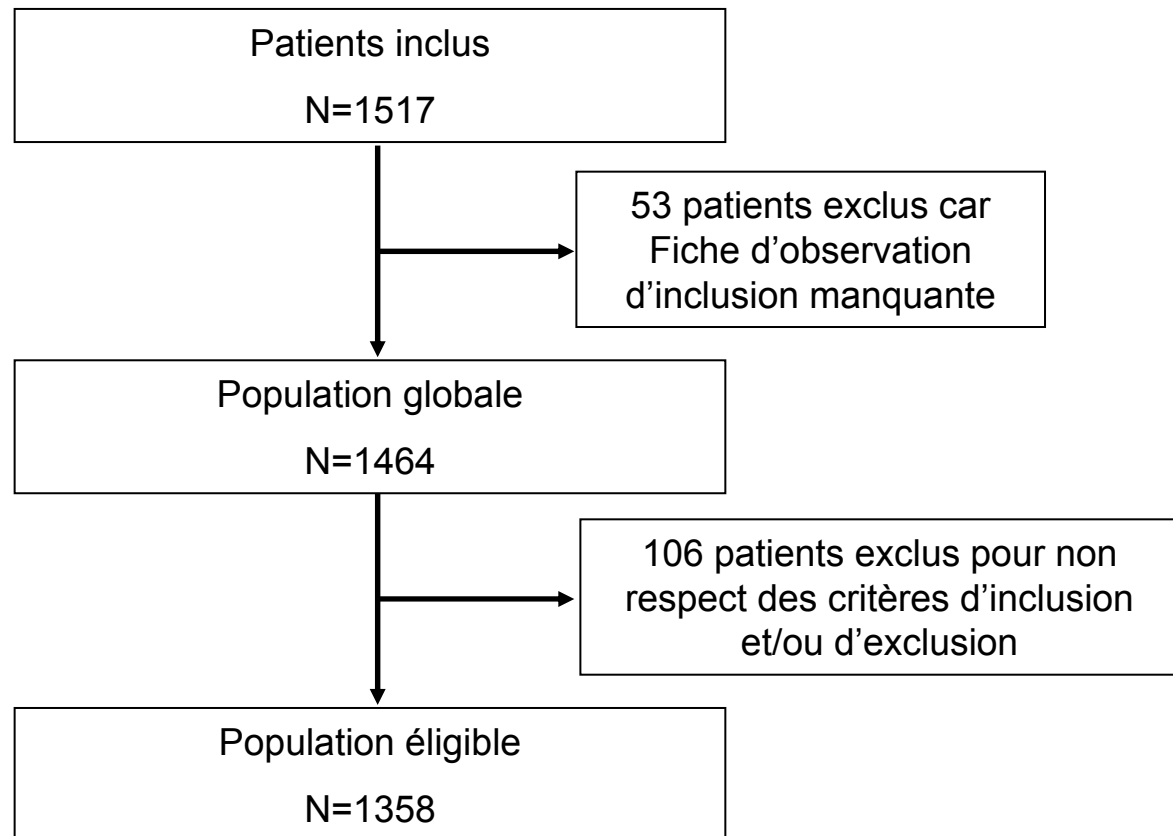 Patients inclus
N=1517
53 patients exclus car
Fiche d’observation
d’inclusion manquante
Population globale
N=1464
106 patients exclus pour non
respect des critères d’inclusion
et/ou d’exclusion
Population éligible
N=1358